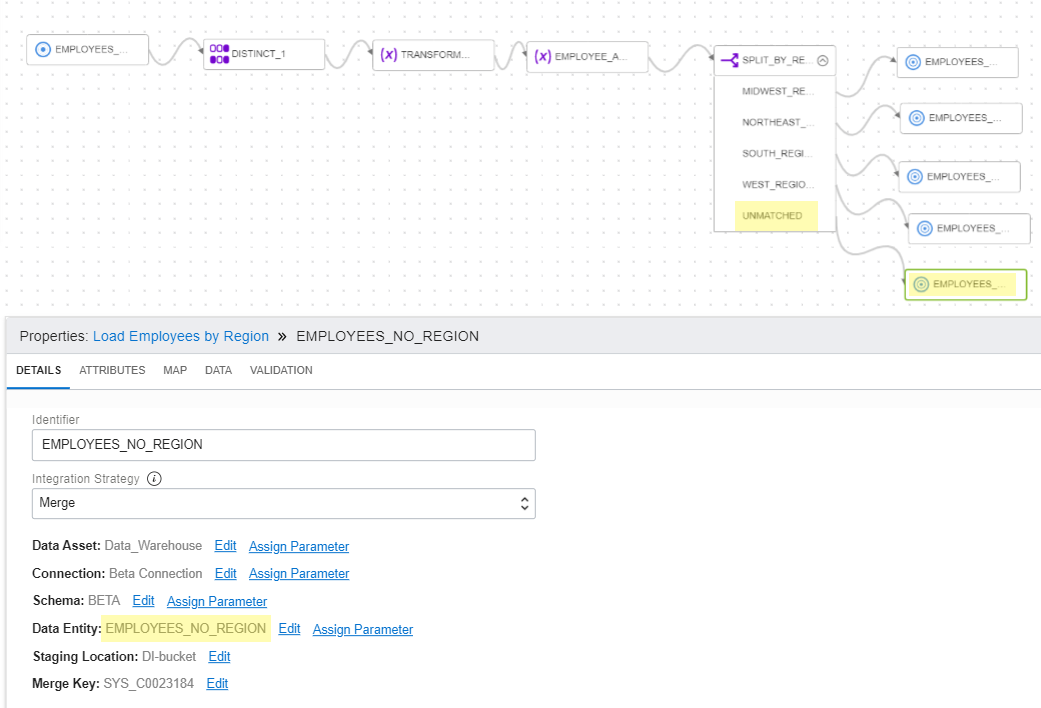 EMPLOYEES_...
DISTINCT_1
(x) TRANSFORM...
(x) EMPLOYEE_A...
SPLIT_BY_RE...
MIDWEST_RE...
NORTHEAST_...
SOUTH_REGI...
WEST_REGIO...
UNMATCHED
EMPLOYEES_...
EMPLOYEES_...
EMPLOYEES_...
EMPLOYEES_...
EMPLOYEES_...
Properties: Load Employees by Region » EMPLOYEES_NO_REGION
DETAILS ATTRIBUTES MAP DATA VALIDATION
Identifier
EMPLOYEES_NO_REGION
Integration Strategy i
Merge
Data Asset: Data_Warehouse Edit Assign Parameter
Connection: Beta Connection Edit Assign Parameter
Schema: BETA Edit Assign Parameter
Data Entity: EMPLOYEES_NO_REGION Edit Assign Parameter
Staging Location: DI-bucket Edit
Merge Key: SYS_C0023184 Edit